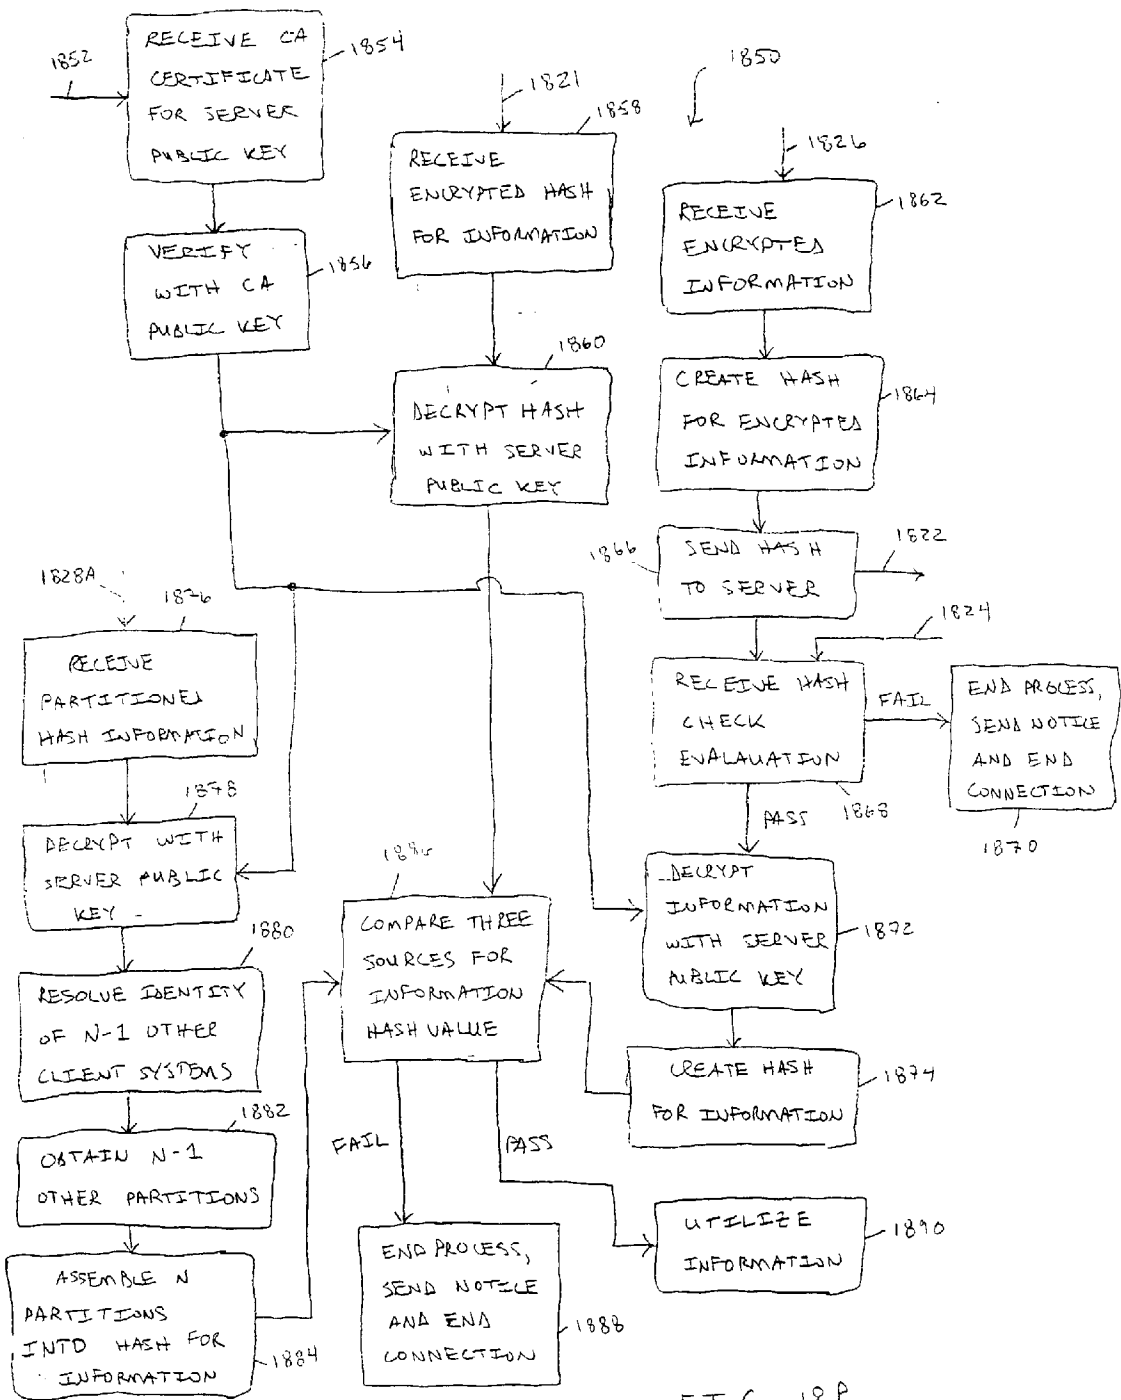 1852
RECEIVE CA
CERTIFICATE
FOR SERVER
PUBLIC KEY
1854
VERIFY
WITH CA
PUBLIC KEY
1856
1821
1858
RECEIVE
ENCRYPTED HASH
FOR INFORMATION
1860
DECRYPT HASH
WITH SERVER
PUBLIC KEY
1850
1826
1862
RECEIVE
ENCRYPTED
INFORMATION
CREATE HASH
FOR ENCRYPTED
INFORMATION
1864
1866
SEND HASH
TO SERVER
1822
1824
RECEIVE HASH
CHECK
EVALAUATION
1868
FAIL
END PROCESS,
SEND NOTICE
AND END
CONNECTION
1870
PASS
DECRYPT
INFORMATION
WITH SERVER
PUBLIC KEY
1872
CREATE HASH
FOR INFORMATION
1874
1828A
1876
RECEIVE
PARTITIONED
HASH INFORMATION
1878
DECRYPT WITH
SERVER PUBLIC
KEY
1880
RESOLVE IDENTITY
OF N-1 OTHER
CLIENT SYSTEMS
1882
OBTAIN N-1
OTHER PARTITIONS
ASSEMBLE N
PARTITIONS
INTO HASH FOR
INFORMATION
1884
1886
COMPARE THREE
SOURCES FOR
INFORMATION
HASH VALUE
FAIL
PASS
END PROCESS,
SEND NOTICE
AND END
CONNECTION
1888
UTILIZE
INFORMATION
1890